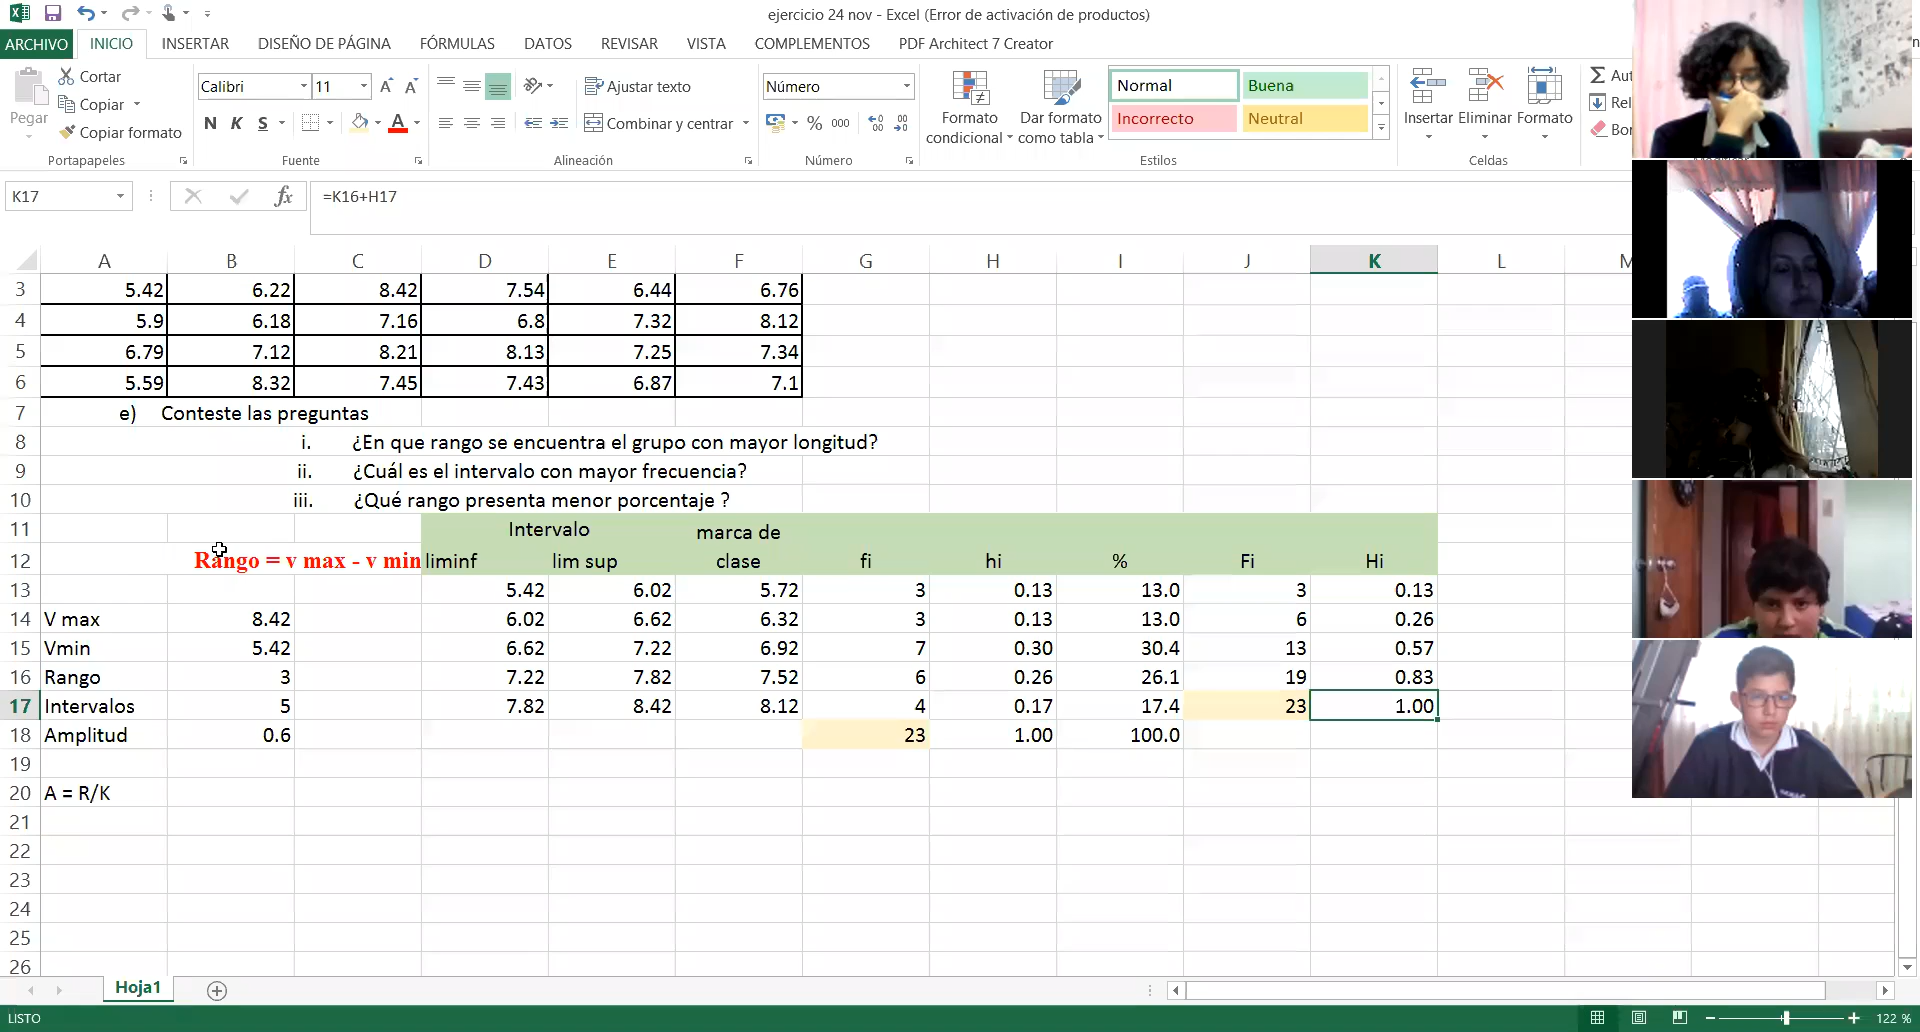 ejercicio 24 nov - Excel (Error de activación de productos)
ARCHIVO INICIO INSERTAR DISEÑO DE PÁGINA FÓRMULAS DATOS REVISAR VISTA COMPLEMENTOS PDF Architect 7 Creator
Pegar
Cortar
Copiar
Copiar formato
Portapapeles
Calibri 11
N K S
Fuente
Ajustar texto
Combinar y centrar
Alineación
Número
% 000
Número
Formato condicional
Dar formato como tabla
Normal Buena
Incorrecto Neutral
Estilos
Insertar Eliminar Formato
Celdas
Σ Aut
Rel
Bor
K17 fx =K16+H17
A B C D E F G H I J K L M
3 5.42 6.22 8.42 7.54 6.44 6.76
4 5.9 6.18 7.16 6.8 7.32 8.12
5 6.79 7.12 8.21 8.13 7.25 7.34
6 5.59 8.32 7.45 7.43 6.87 7.1
7 e) Conteste las preguntas
8 i. ¿En que rango se encuentra el grupo con mayor longitud?
9 ii. ¿Cuál es el intervalo con mayor frecuencia?
10 iii. ¿Qué rango presenta menor porcentaje ?
11 Intervalo marca de
12 Rango = v max - v min liminf lim sup clase fi hi % Fi Hi
13 5.42 6.02 5.72 3 0.13 13.0 3 0.13
14 V max 8.42 6.02 6.62 6.32 3 0.13 13.0 6 0.26
15 Vmin 5.42 6.62 7.22 6.92 7 0.30 30.4 13 0.57
16 Rango 3 7.22 7.82 7.52 6 0.26 26.1 19 0.83
17 Intervalos 5 7.82 8.42 8.12 4 0.17 17.4 23 1.00
18 Amplitud 0.6 23 1.00 100.0
19
20 A = R/K
21
22
23
24
25
26
Hoja1
LISTO 122 %